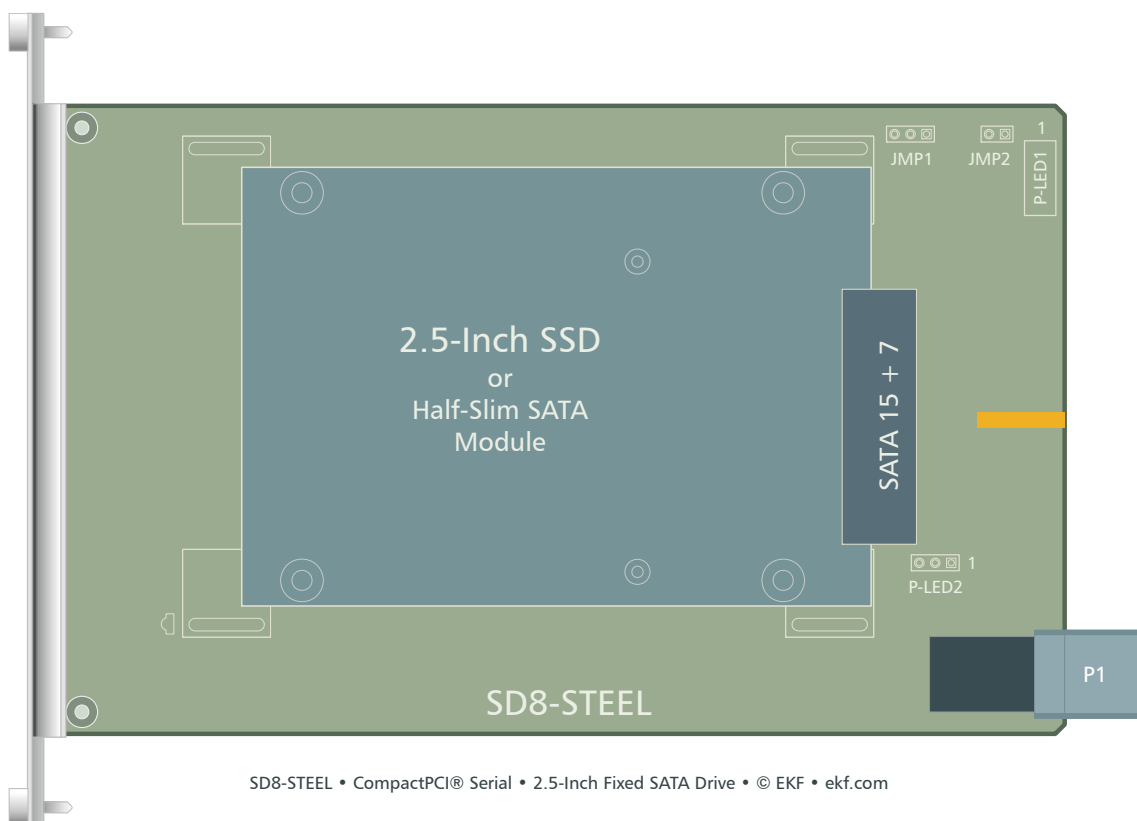 1
JMP1
JMP2
P-LED1
2.5-Inch SSD
or
Half-Slim SATA
Module
SATA 15 + 7
1
P-LED2
P1
SD8-STEEL
SD8-STEEL • CompactPCI® Serial • 2.5-Inch Fixed SATA Drive • © EKF • ekf.com